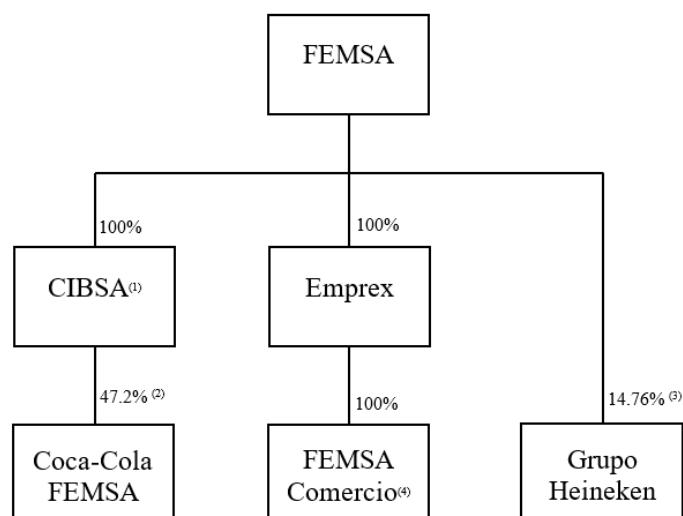 FEMSA
100%
100%
CIBSA(1)
Emprex
47.2% (2)
100%
14.76% (3)
Coca-Cola
FEMSA
FEMSA
Comercio(4)
Grupo
Heineken